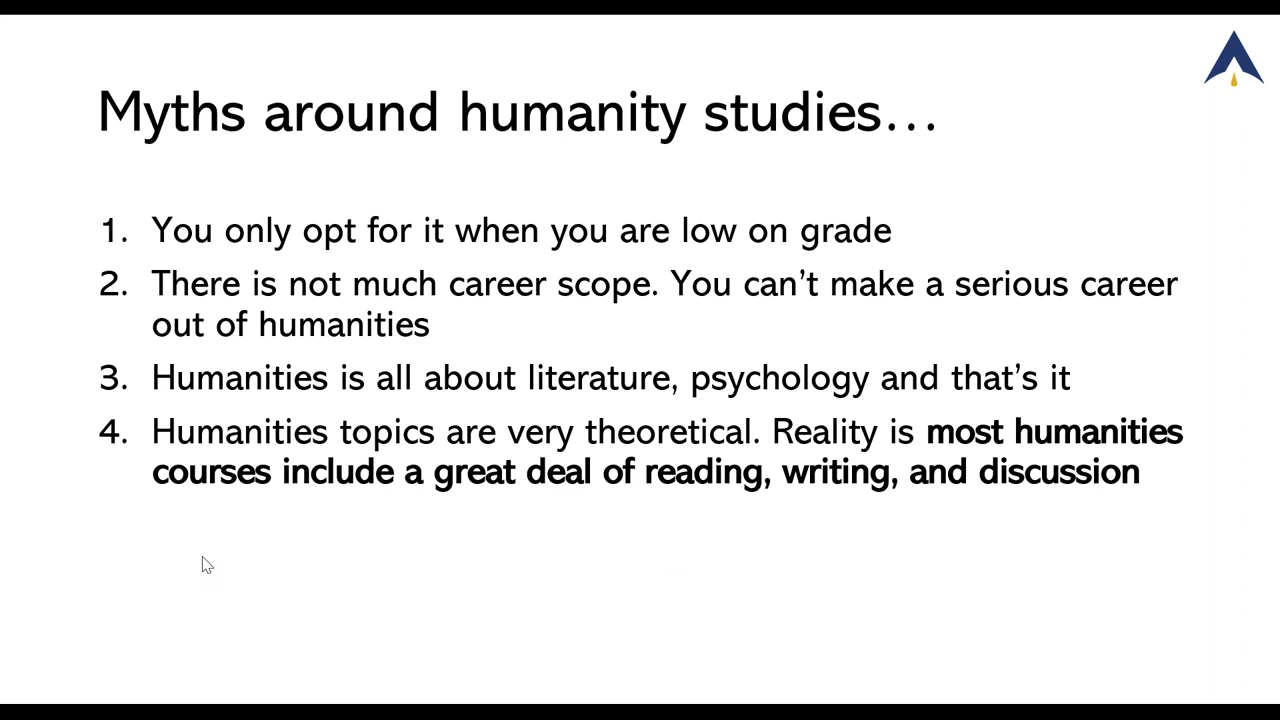 Myths around humanity studies...
1. You only opt for it when you are low on grade
2. There is not much career scope. You can’t make a serious career
out of humanities
3. Humanities is all about literature, psychology and that’s it
4. Humanities topics are very theoretical. Reality is most humanities
courses include a great deal of reading, writing, and discussion